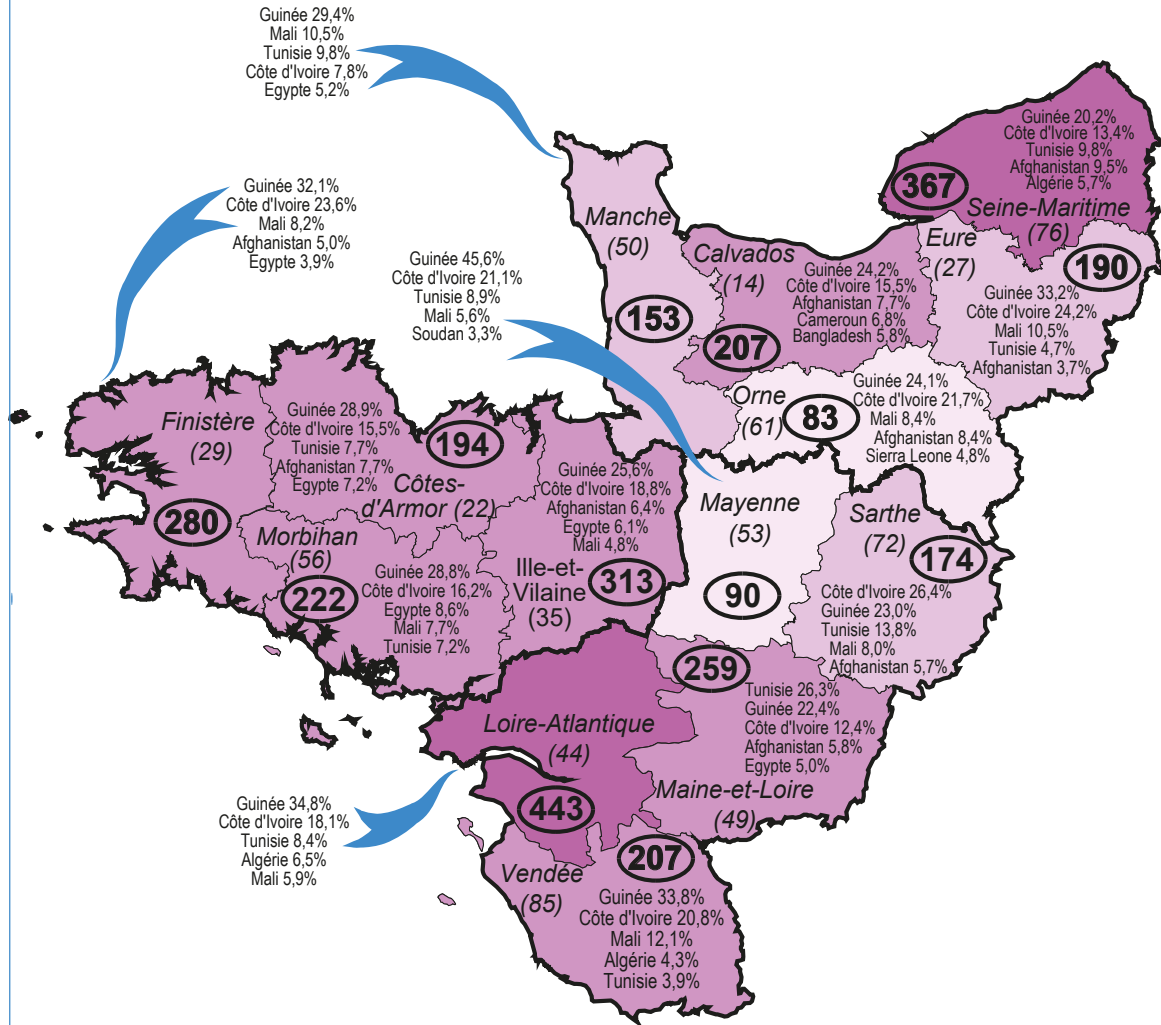 Guinée 29,4%
Mali 10,5%
Tunisie 9,8%
Côte d'Ivoire 7,8%
Egypte 5,2%
Guinée 20,2%
Côte d'Ivoire 13,4%
Tunisie 9,8%
Afghanistan 9,5%
Algérie 5,7%
367
Seine-Maritime
(76)
Guinée 32,1%
Côte d'Ivoire 23,6%
Mali 8,2%
Afghanistan 5,0%
Egypte 3,9%
Manche
(50)
153
Calvados
(14)
Guinée 24,2%
Côte d'Ivoire 15,5%
Afghanistan 7,7%
Cameroun 6,8%
Bangladesh 5,8%
207
Eure
(27)
190
Guinée 33,2%
Côte d'Ivoire 24,2%
Mali 10,5%
Tunisie 4,7%
Afghanistan 3,7%
Guinée 45,6%
Côte d'Ivoire 21,1%
Tunisie 8,9%
Mali 5,6%
Soudan 3,3%
Orne
(61)
83
Guinée 24,1%
Côte d'Ivoire 21,7%
Mali 8,4%
Afghanistan 8,4%
Sierra Leone 4,8%
Finistère
(29)
280
Guinée 28,9%
Côte d'Ivoire 15,5%
Tunisie 7,7%
Afghanistan 7,7%
Egypte 7,2%
194
Côtes-
d'Armor (22)
Guinée 25,6%
Côte d'Ivoire 18,8%
Afghanistan 6,4%
Egypte 6,1%
Mali 4,8%
Ille-et-
Vilaine
(35)
313
Mayenne
(53)
90
Sarthe
(72)
174
Côte d'Ivoire 26,4%
Guinée 23,0%
Tunisie 13,8%
Mali 8,0%
Afghanistan 5,7%
Morbihan
(56)
222
Guinée 28,8%
Côte d'Ivoire 16,2%
Egypte 8,6%
Mali 7,7%
Tunisie 7,2%
259
Tunisie 26,3%
Guinée 22,4%
Côte d'Ivoire 12,4%
Afghanistan 5,8%
Egypte 5,0%
Maine-et-Loire
(49)
Loire-Atlantique
(44)
443
Guinée 34,8%
Côte d'Ivoire 18,1%
Tunisie 8,4%
Algérie 6,5%
Mali 5,9%
Vendée
(85)
207
Guinée 33,8%
Côte d'Ivoire 20,8%
Mali 12,1%
Algérie 4,3%
Tunisie 3,9%